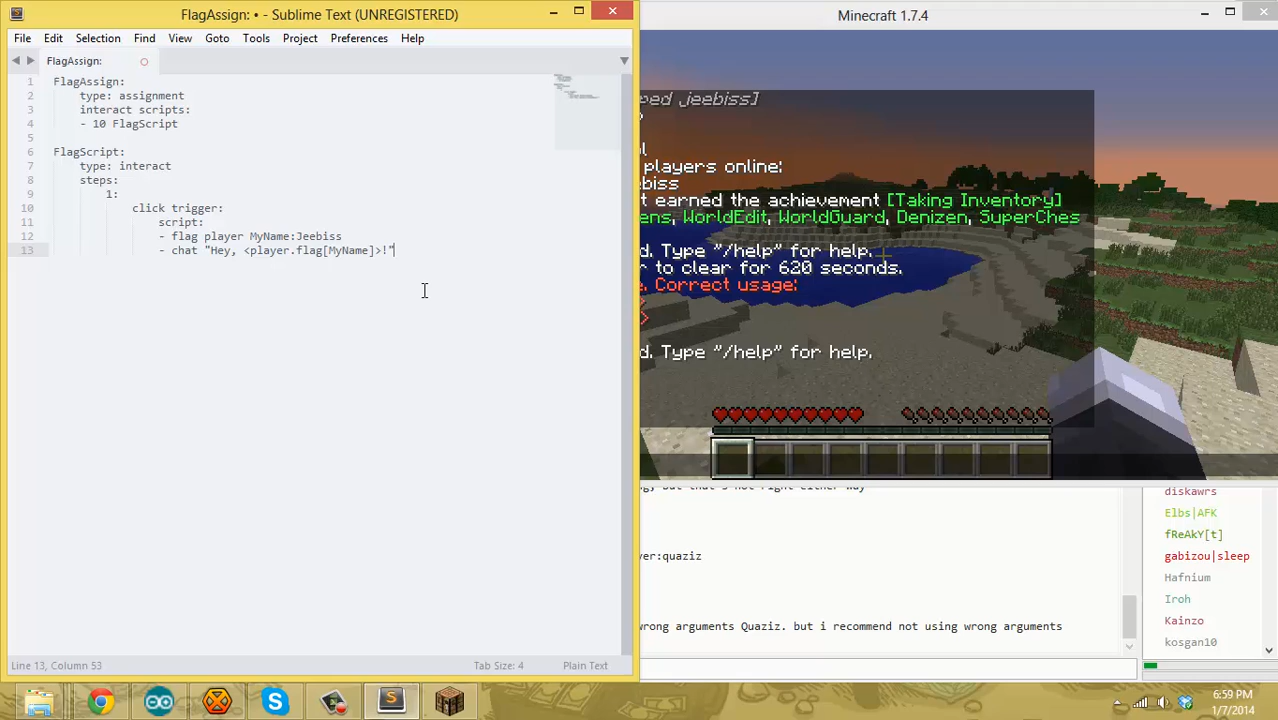 FlagAssign: • - Sublime Text (UNREGISTERED)
File Edit Selection Find View Goto Tools Project Preferences Help
FlagAssign:
1 FlagAssign:
2 type: assignment
3 interact scripts:
4 - 10 FlagScript
5
6 FlagScript:
7 type: interact
8 steps:
9 1:
10 click trigger:
11 script:
12 - flag player MyName:Jeebiss
13 - chat "Hey, <player.flag[MyName]>!"
Line 13, Column 53
Tab Size: 4
Plain Text
Minecraft 1.7.4
ped jeebiss]
players online:
ebiss
t earned the achievement [Taking Inventory]
ens, WorldEdit, WorldGuard, Denizen, SuperChes
d. Type "/help" for help.
r to clear for 620 seconds.
e. Correct usage:
d. Type "/help" for help.
g, but that's not right either way
ver:quaziz
wrong arguments Quaziz. but i recommend not using wrong arguments
diskawrs
Elbs|AFK
fReAkY[t]
gabizou|sleep
Hafnium
Iroh
Kainzo
kosgan10
6:59 PM
1/7/2014